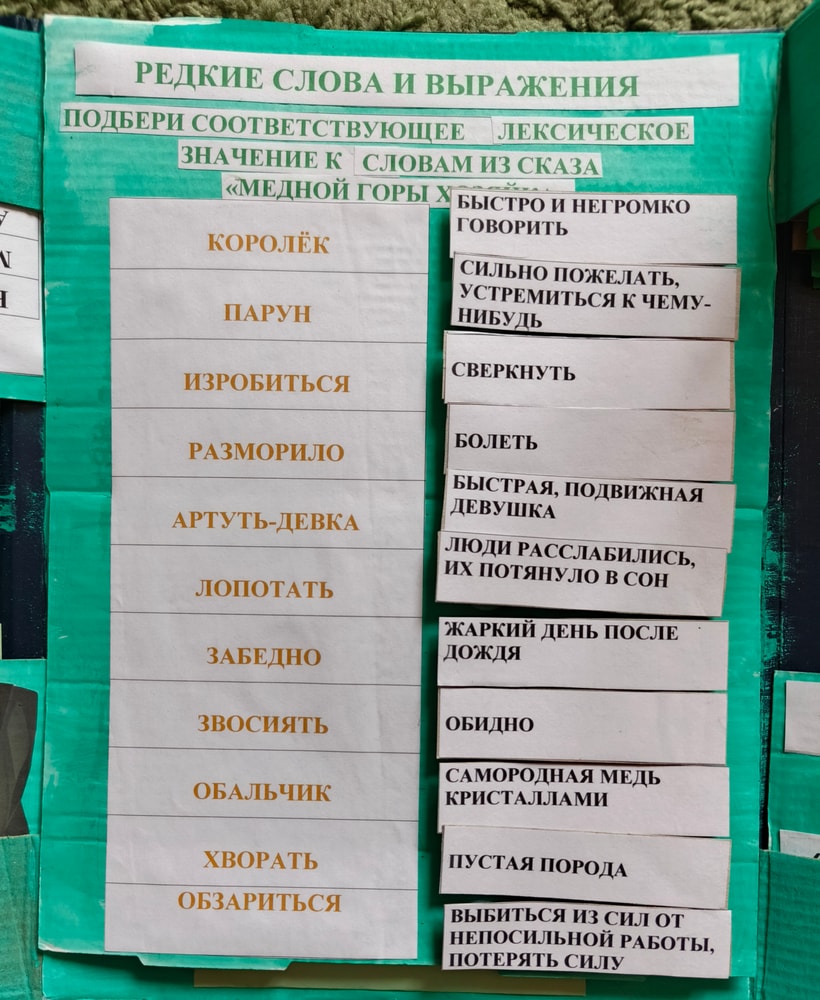 РЕДКИЕ СЛОВА И ВЫРАЖЕНИЯ
ПОДБЕРИ СООТВЕТСТВУЮЩЕЕ ЛЕКСИЧЕСКОЕ
ЗНАЧЕНИЕ К СЛОВАМ ИЗ СКАЗА
«МЕДНОЙ ГОРЫ
КОРОЛЁК
ПАРУН
ИЗРОБИТЬСЯ
РАЗМОРИЛО
АРТУТЬ-ДЕВКА
ЛОПОТАТЬ
ЗАБЕДНО
ЗВОСИЯТЬ
ОБАЛЬЧИК
ХВОРАТЬ
ОБЗАРИТЬСЯ
БЫСТРО И НЕГРОМКО
ГОВОРИТЬ
СИЛЬНО ПОЖЕЛАТЬ,
УСТРЕМИТЬСЯ К ЧЕМУ-
НИБУДЬ
СВЕРКНУТЬ
БОЛЕТЬ
БЫСТРАЯ, ПОДВИЖНАЯ
ДЕВУШКА
ЛЮДИ РАССЛАБИЛИСЬ,
ИХ ПОТЯНУЛО В СОН
ЖАРКИЙ ДЕНЬ ПОСЛЕ
ДОЖДЯ
ОБИДНО
САМОРОДНАЯ МЕДЬ
КРИСТАЛЛАМИ
ПУСТАЯ ПОРОДА
ВЫБИТЬСЯ ИЗ СИЛ ОТ
НЕПОСИЛЬНОЙ РАБОТЫ,
ПОТЕРЯТЬ СИЛУ